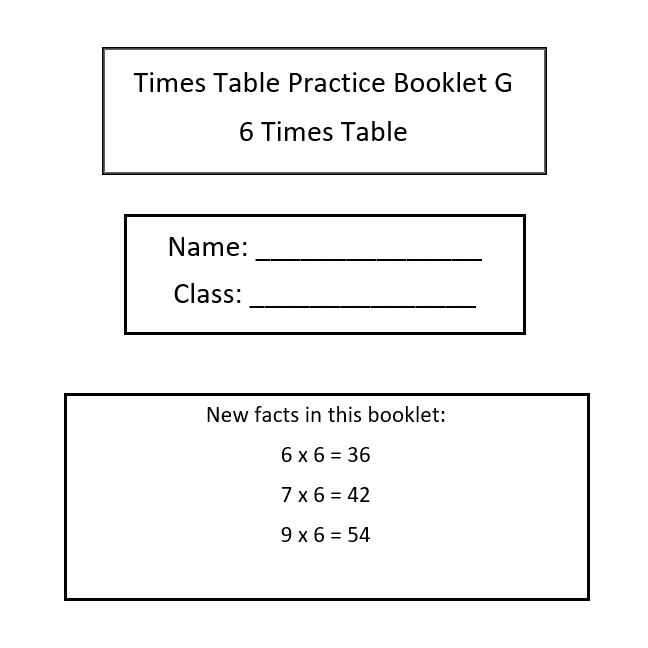 Times Table Practice Booklet G
6 Times Table
Name: _______________
Class: _______________
New facts in this booklet:
6 x 6 = 36
7 x 6 = 42
9 x 6 = 54